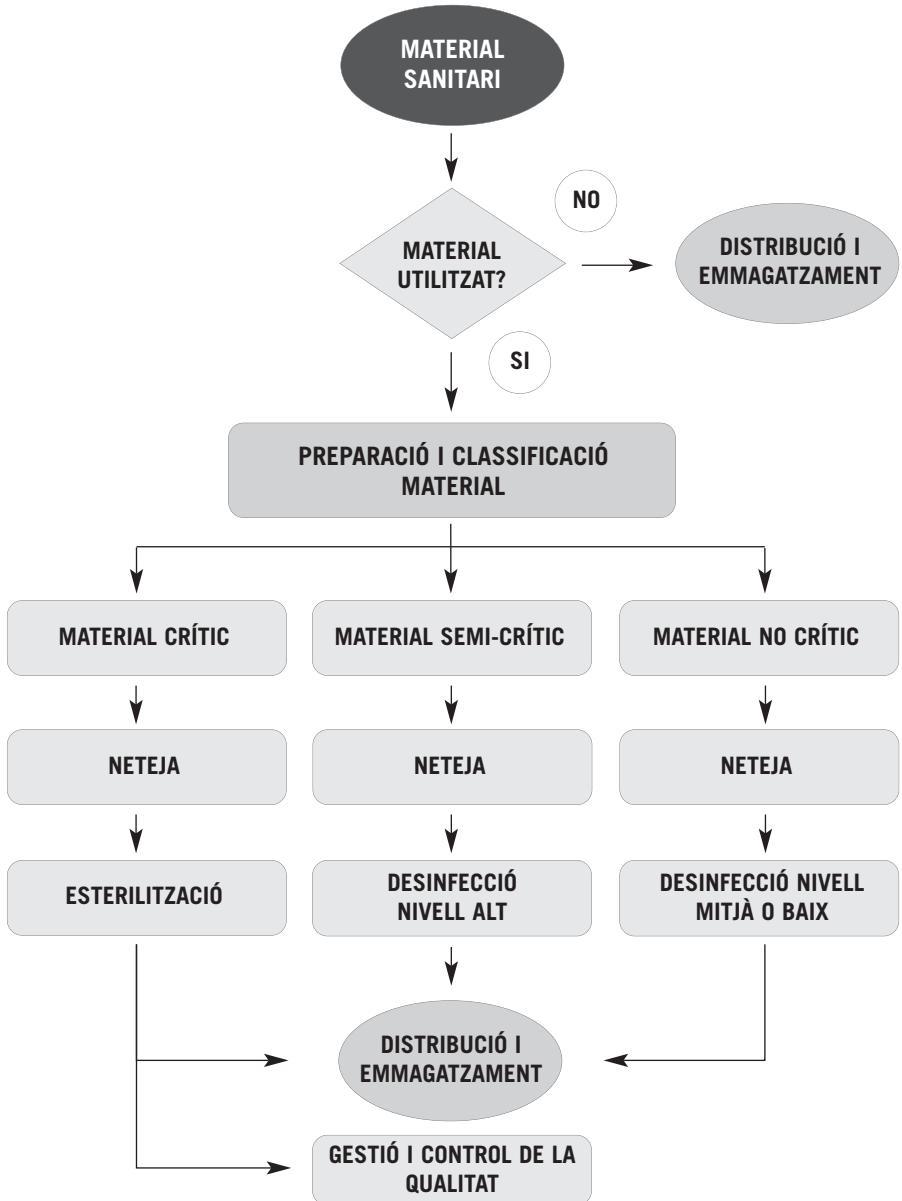 MATERIAL
SANITARI
NO
MATERIAL
UTILITZAT?
DISTRIBUCIÓ I
EMMAGATZAMENT
SI
PREPARACIÓ I CLASSIFICACIÓ
MATERIAL
MATERIAL CRÍTIC
MATERIAL SEMI-CRÍTIC
MATERIAL NO CRÍTIC
NETEJA
NETEJA
NETEJA
ESTERILITZACIÓ
DESINFECCIÓ
NIVELL ALT
DESINFECCIÓ NIVELL
MITJÀ O BAIX
DISTRIBUCIÓ I
EMMAGATZAMENT
GESTIÓ I CONTROL DE LA
QUALITAT